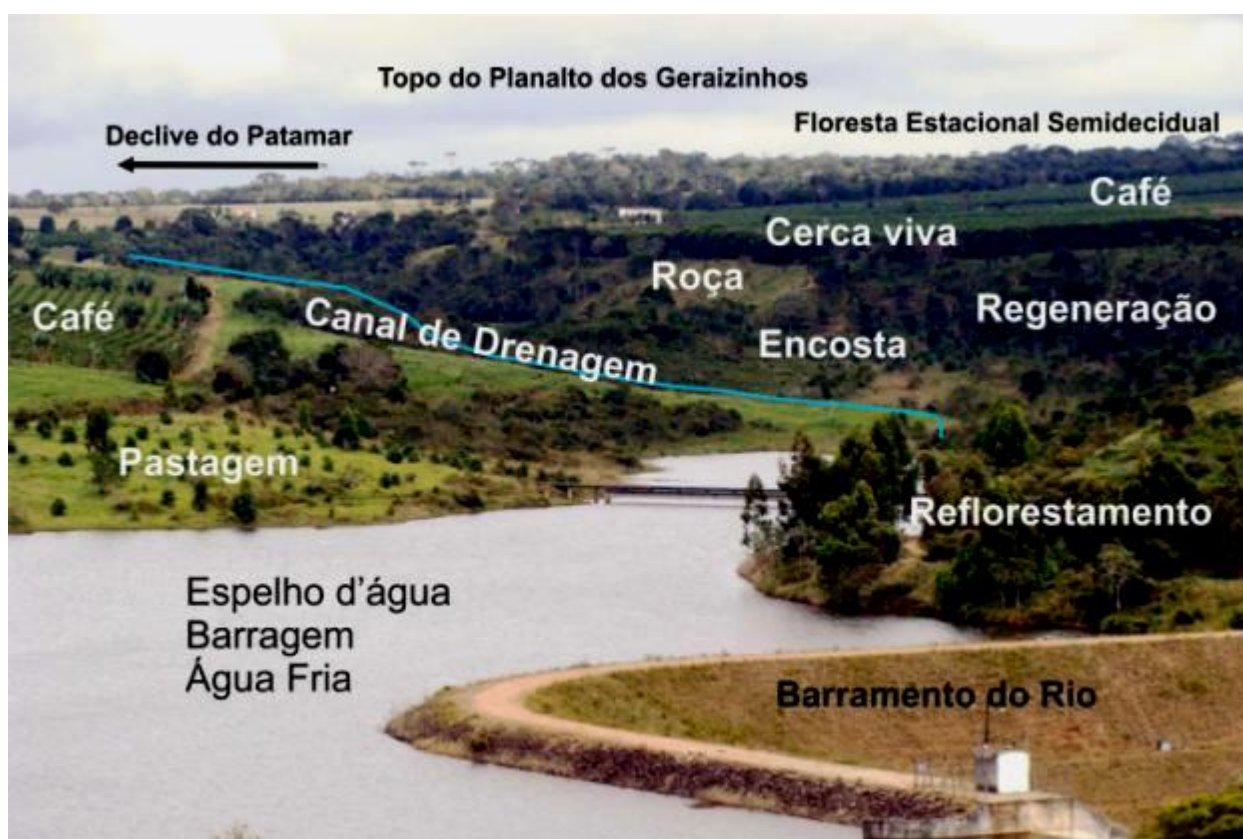 Topo do Planalto dos Geraizinhos
Floresta Estacional Semidecidual
Declive do Patamar
Café
Cerca viva
Roça
Regeneração
Café
Canal de Drenagem
Encosta
Pastagem
Reflorestamento
Espelho d'água
Barragem
Água Fria
Barramento do Rio